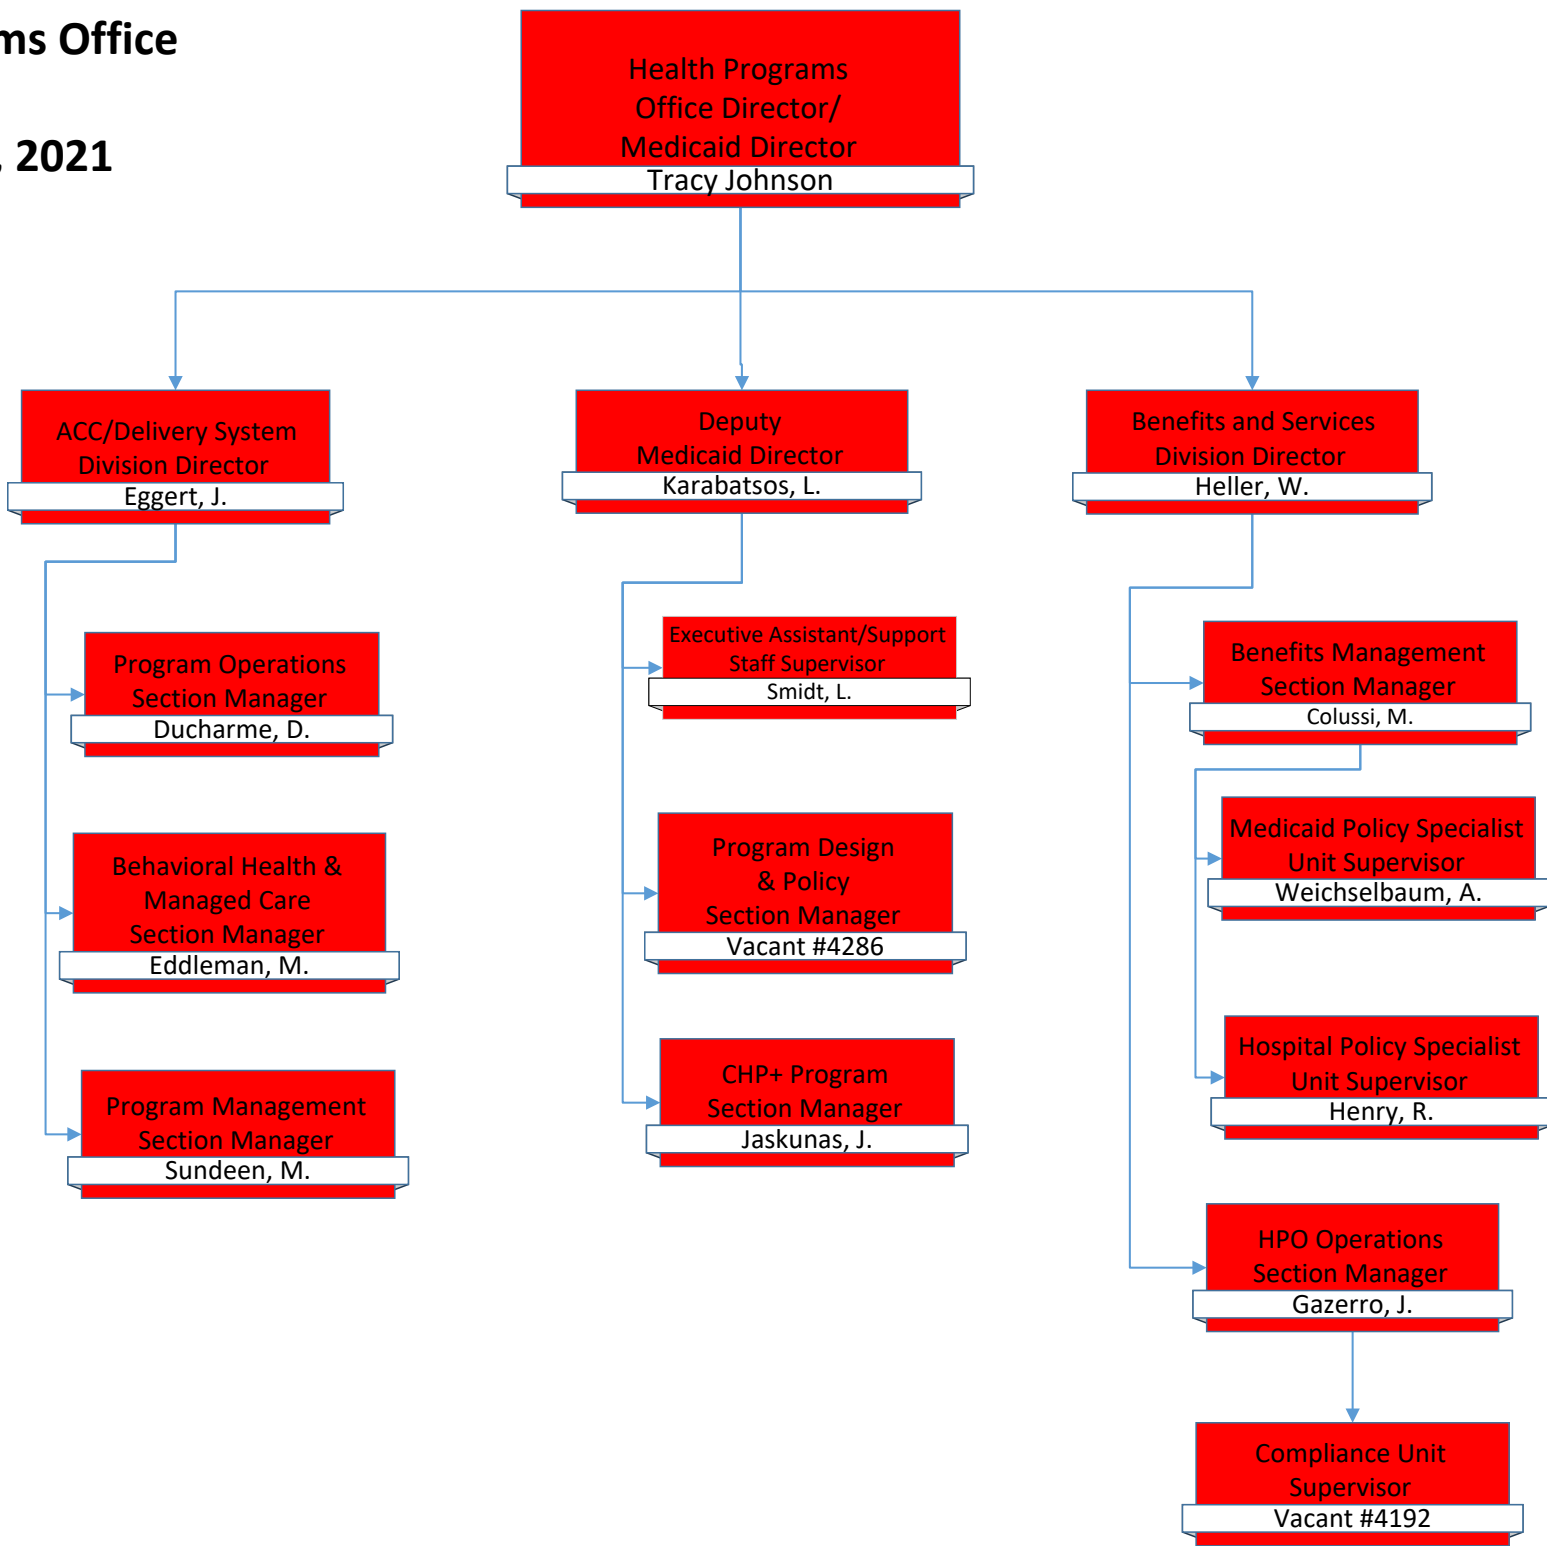 ms Office
, 2021
Health Programs
Office Director/
Medicaid Director
Tracy Johnson
ACC/Delivery System
Division Director
Eggert, J.
Program Operations
Section Manager
Ducharme, D.
Behavioral Health &
Managed Care
Section Manager
Eddleman, M.
Program Management
Section Manager
Sundeen, M.
Deputy
Medicaid Director
Karabatsos, L.
Executive Assistant/Support
Staff Supervisor
Smidt, L.
Program Design
& Policy
Section Manager
Vacant #4286
CHP+ Program
Section Manager
Jaskunas, J.
Benefits and Services
Division Director
Heller, W.
Benefits Management
Section Manager
Colussi, M.
Medicaid Policy Specialist
Unit Supervisor
Weichselbaum, A.
Hospital Policy Specialist
Unit Supervisor
Henry, R.
HPO Operations
Section Manager
Gazerro, J.
Compliance Unit
Supervisor
Vacant #4192